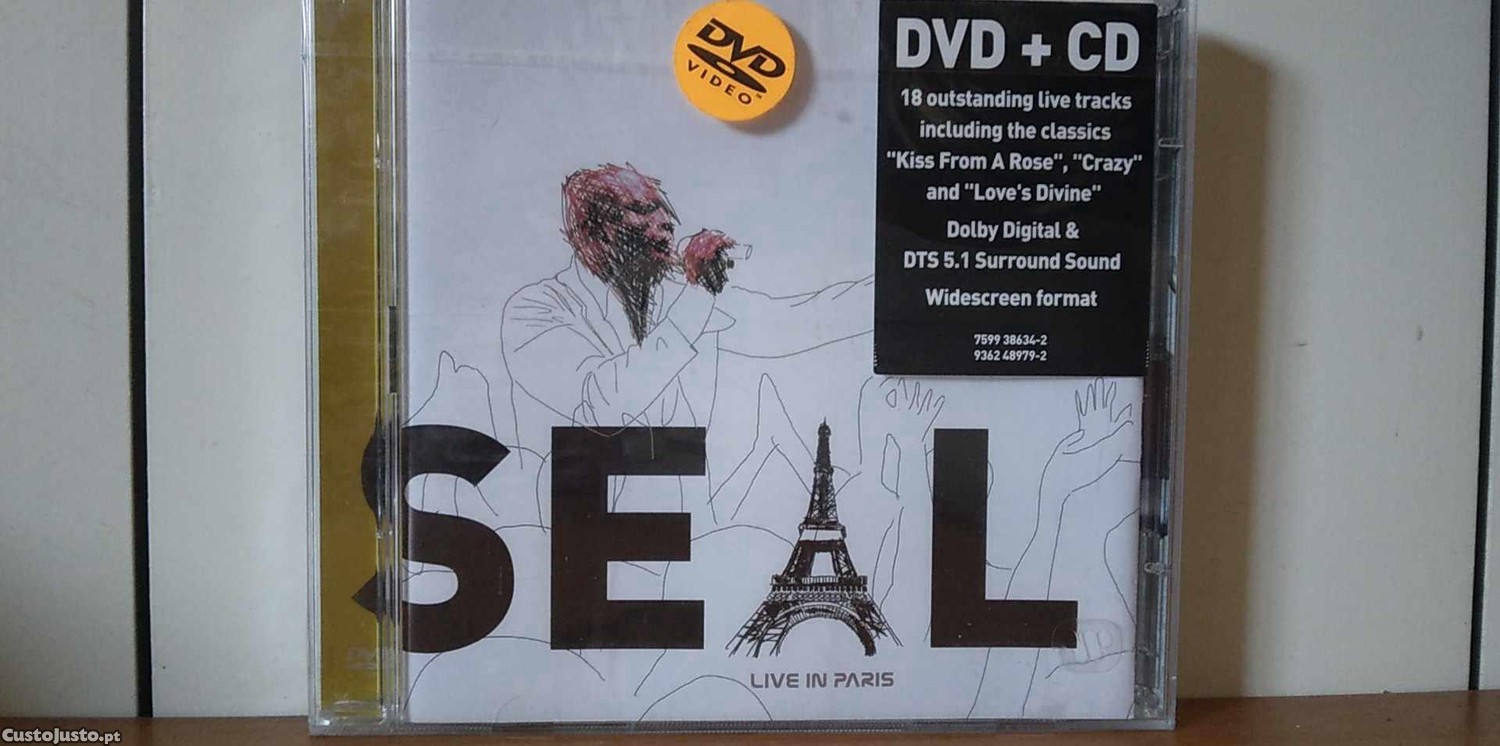 DVD
VIDEO™
DVD + CD
18 outstanding live tracks
including the classics
"Kiss From A Rose", "Crazy"
and "Love's Divine"
Dolby Digital &
DTS 5.1 Surround Sound
Widescreen format
7599 38634-2
9362 48979-2
SEAL
LIVE IN PARIS
CustoJusto.pt